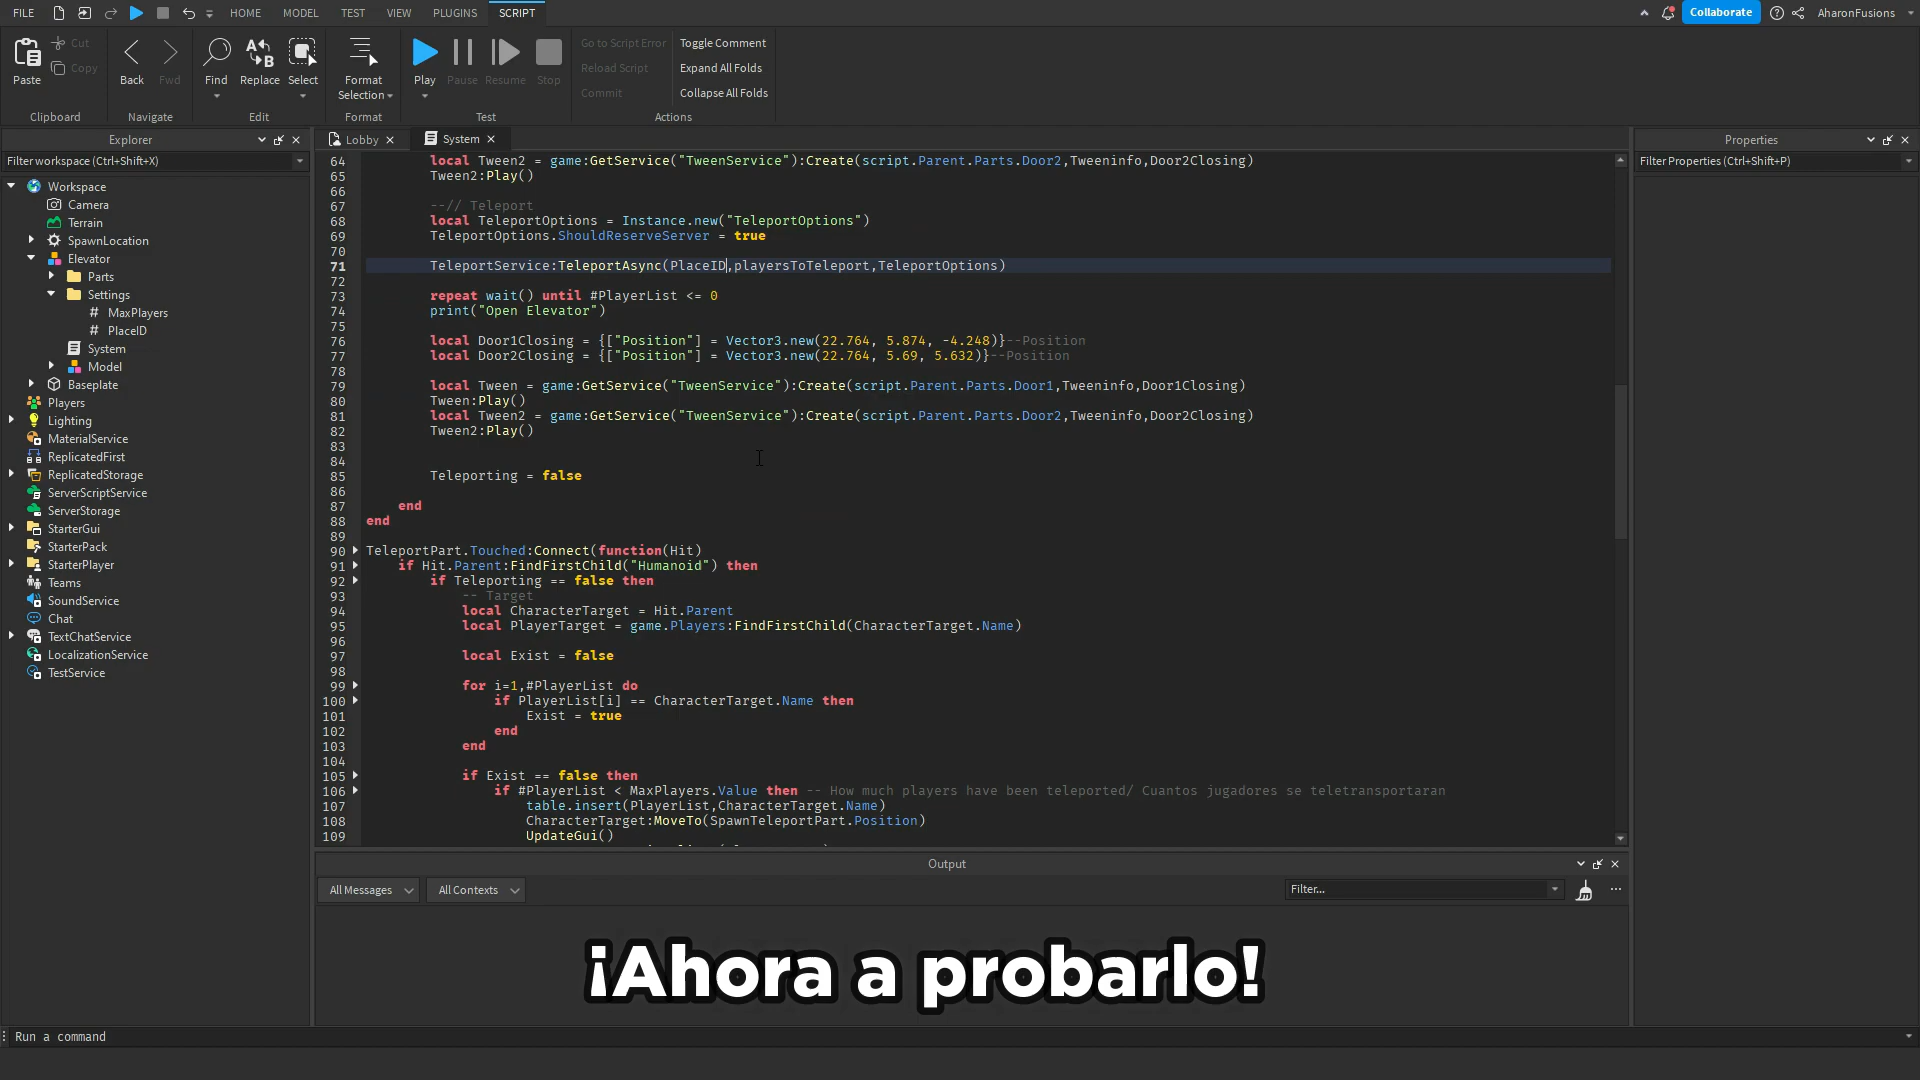 FILE HOME MODEL TEST VIEW PLUGINS SCRIPT Collaborate AharonFusions
Paste Cut Copy Back Fwd Find Replace Select Format Selection Play Pause Resume Stop Go to Script Error Reload Script Commit Toggle Comment Expand All Folds Collapse All Folds
Clipboard Navigate Edit Format Test Actions
Explorer
Filter workspace (Ctrl+Shift+X)
Workspace
Camera
Terrain
SpawnLocation
Elevator
Parts
Settings
# MaxPlayers
# PlaceID
System
Model
Baseplate
Players
Lighting
MaterialService
ReplicatedFirst
ReplicatedStorage
ServerScriptService
ServerStorage
StarterGui
StarterPack
StarterPlayer
Teams
SoundService
Chat
TextChatService
LocalizationService
TestService
Lobby System
64 local Tween2 = game:GetService("TweenService"):Create(script.Parent.Parts.Door2,Tweeninfo,Door2Closing)
65 Tween2:Play()
66
67 --// Teleport
68 local TeleportOptions = Instance.new("TeleportOptions")
69 TeleportOptions.ShouldReserveServer = true
70
71 TeleportService:TeleportAsync(PlaceID,playersToTeleport,TeleportOptions)
72
73 repeat wait() until #PlayerList <= 0
74 print("Open Elevator")
75
76 local Door1Closing = {["Position"] = Vector3.new(22.764, 5.874, -4.248)}--Position
77 local Door2Closing = {["Position"] = Vector3.new(22.764, 5.69, 5.632)}--Position
78
79 local Tween = game:GetService("TweenService"):Create(script.Parent.Parts.Door1,Tweeninfo,Door1Closing)
80 Tween:Play()
81 local Tween2 = game:GetService("TweenService"):Create(script.Parent.Parts.Door2,Tweeninfo,Door2Closing)
82 Tween2:Play()
83
84
85 Teleporting = false
86
87 end
88 end
89
90 TeleportPart.Touched:Connect(function(Hit)
91 if Hit.Parent:FindFirstChild("Humanoid") then
92 if Teleporting == false then
93 -- Target
94 local CharacterTarget = Hit.Parent
95 local PlayerTarget = game.Players:FindFirstChild(CharacterTarget.Name)
96
97 local Exist = false
98
99 for i=1,#PlayerList do
100 if PlayerList[i] == CharacterTarget.Name then
101 Exist = true
102 end
103 end
104
105 if Exist == false then
106 if #PlayerList < MaxPlayers.Value then -- How much players have been teleported/ Cuantos jugadores se teletransportaran
107 table.insert(PlayerList,CharacterTarget.Name)
108 CharacterTarget:MoveTo(SpawnTeleportPart.Position)
109 UpdateGui()
Properties
Filter Properties (Ctrl+Shift+P)
Output
All Messages All Contexts Filter...
¡Ahora a probarlo!
Run a command